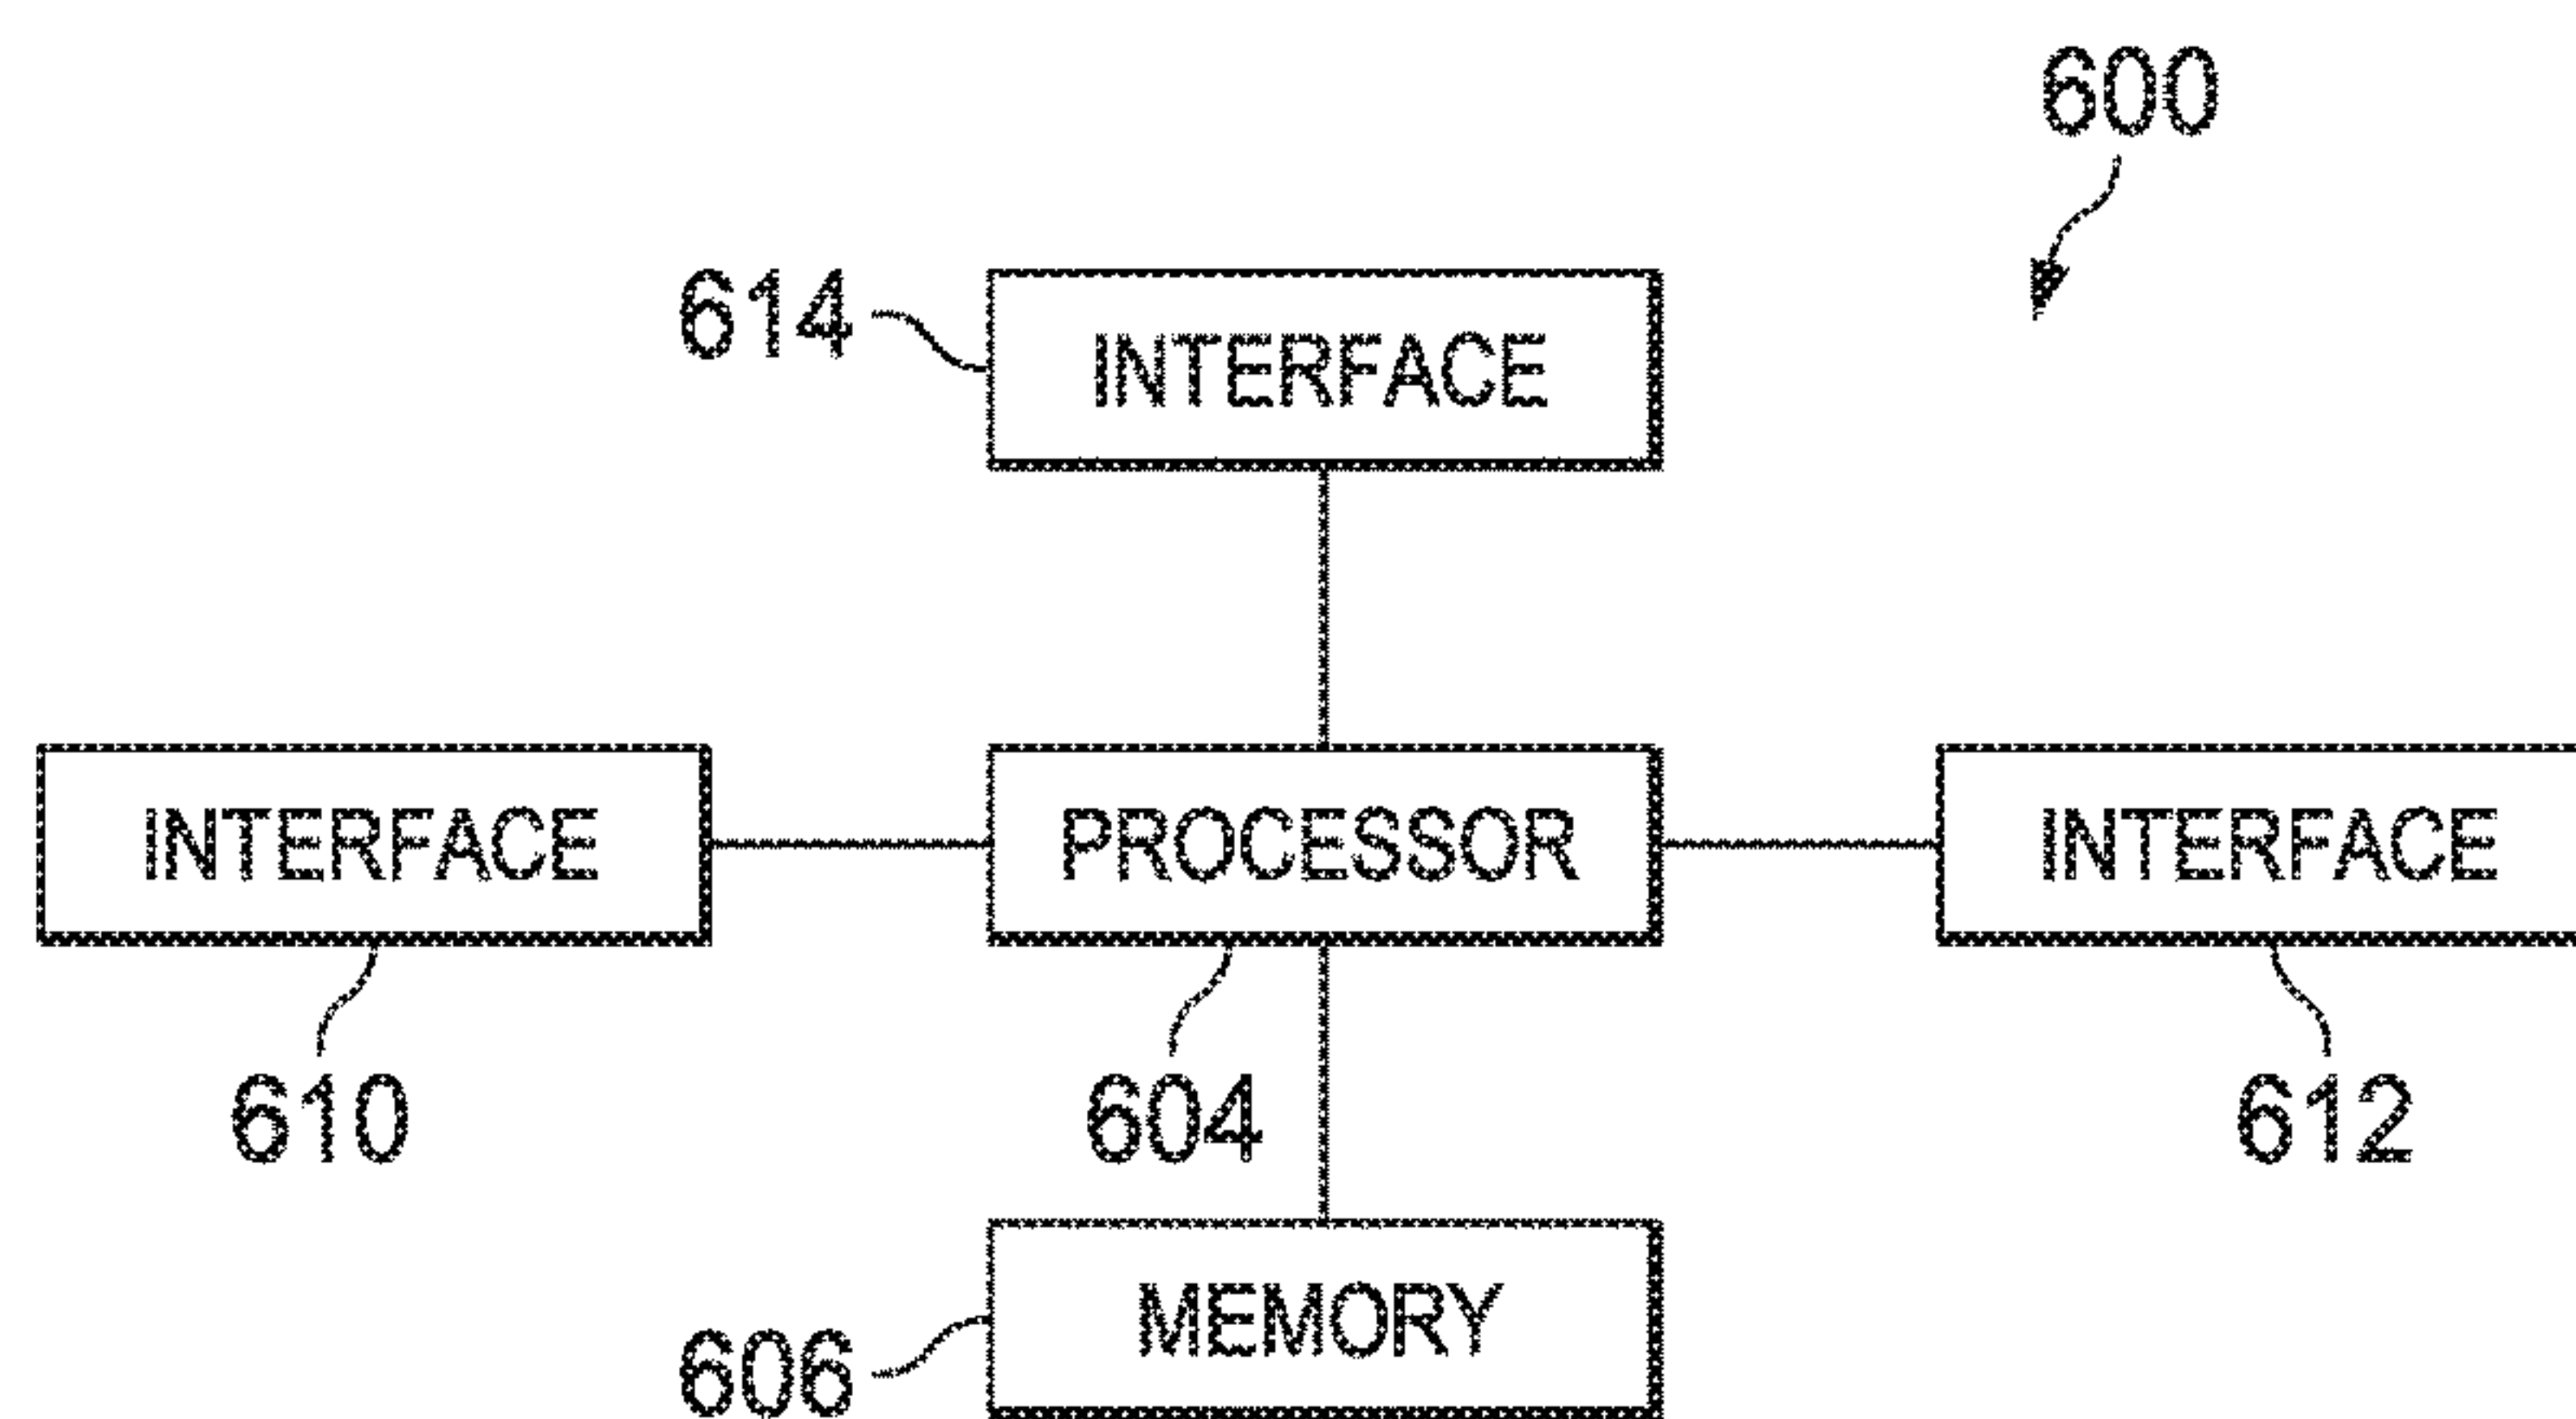 600
614
INTERFACE
INTERFACE
PROCESSOR
INTERFACE
610
604
612
606
MEMORY